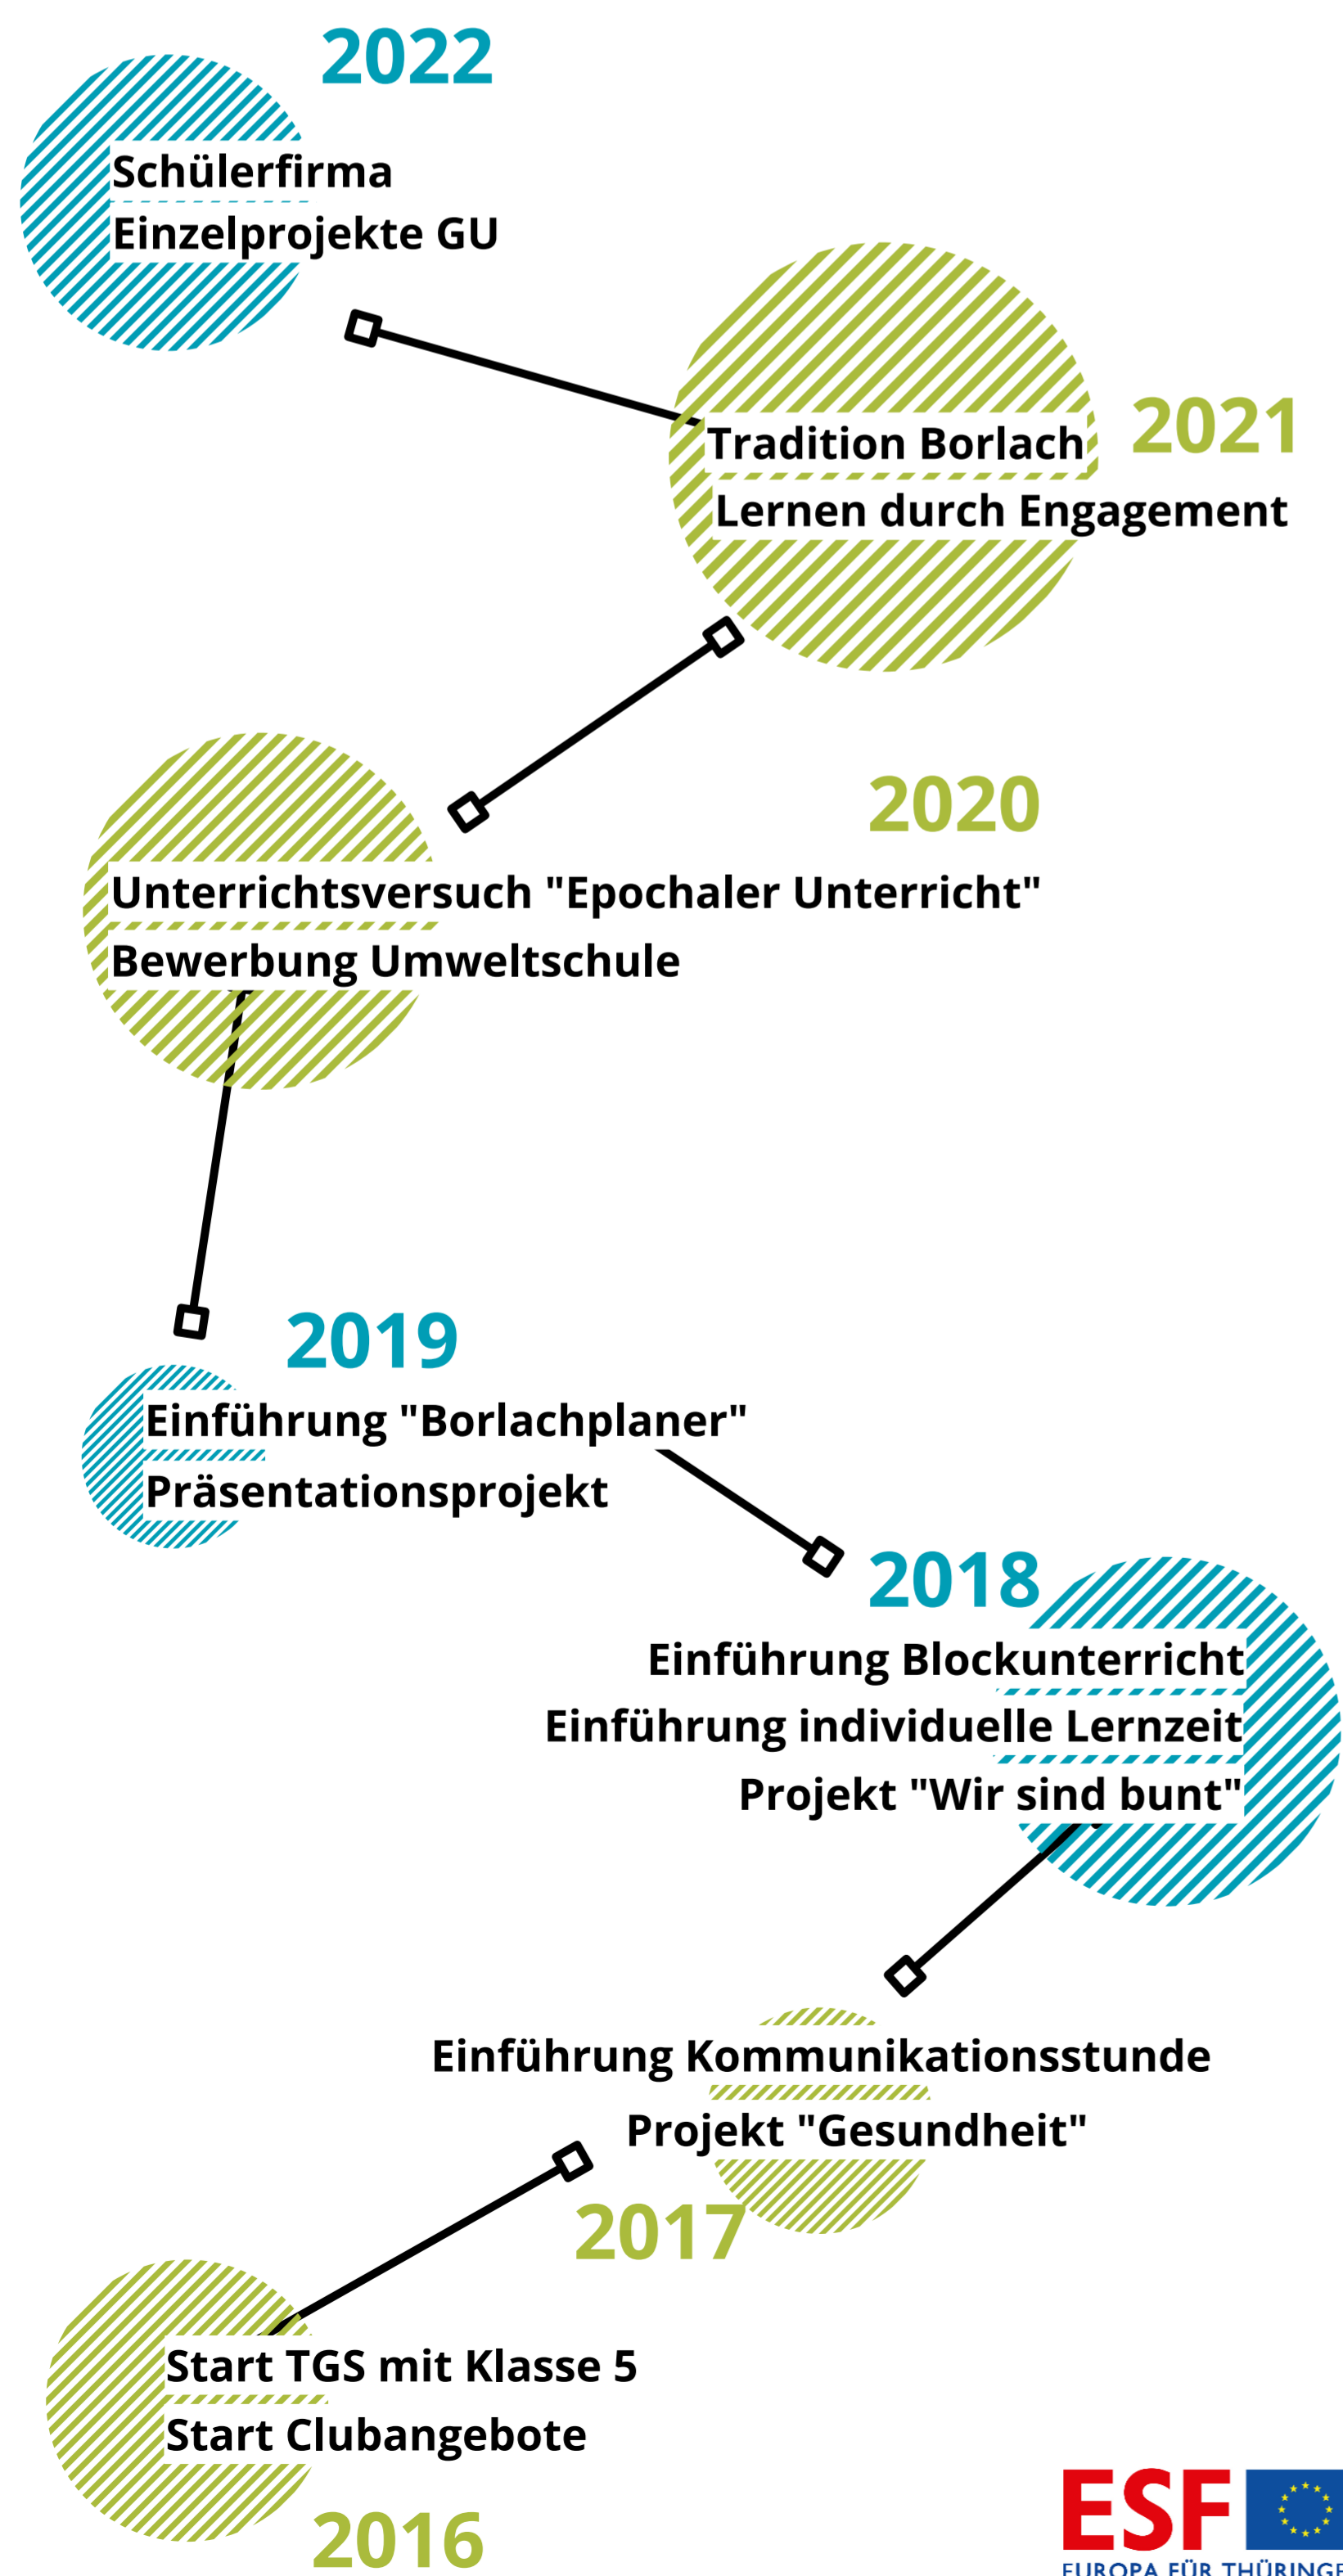 2022
Schülerfirma
Einzelprojekte GU
2021
Tradition Borlach
Lernen durch Engagement
2020
Unterrichtsversuch "Epochaler Unterricht"
Bewerbung Umweltschule
2019
Einführung "Borlachplaner"
Präsentationsprojekt
2018
Einführung Blockunterricht
Einführung individuelle Lernzeit
Projekt "Wir sind bunt"
Einführung Kommunikationsstunde
Projekt "Gesundheit"
2017
Start TGS mit Klasse 5
Start Clubangebote
2016
ESF
EUROPA FÜR